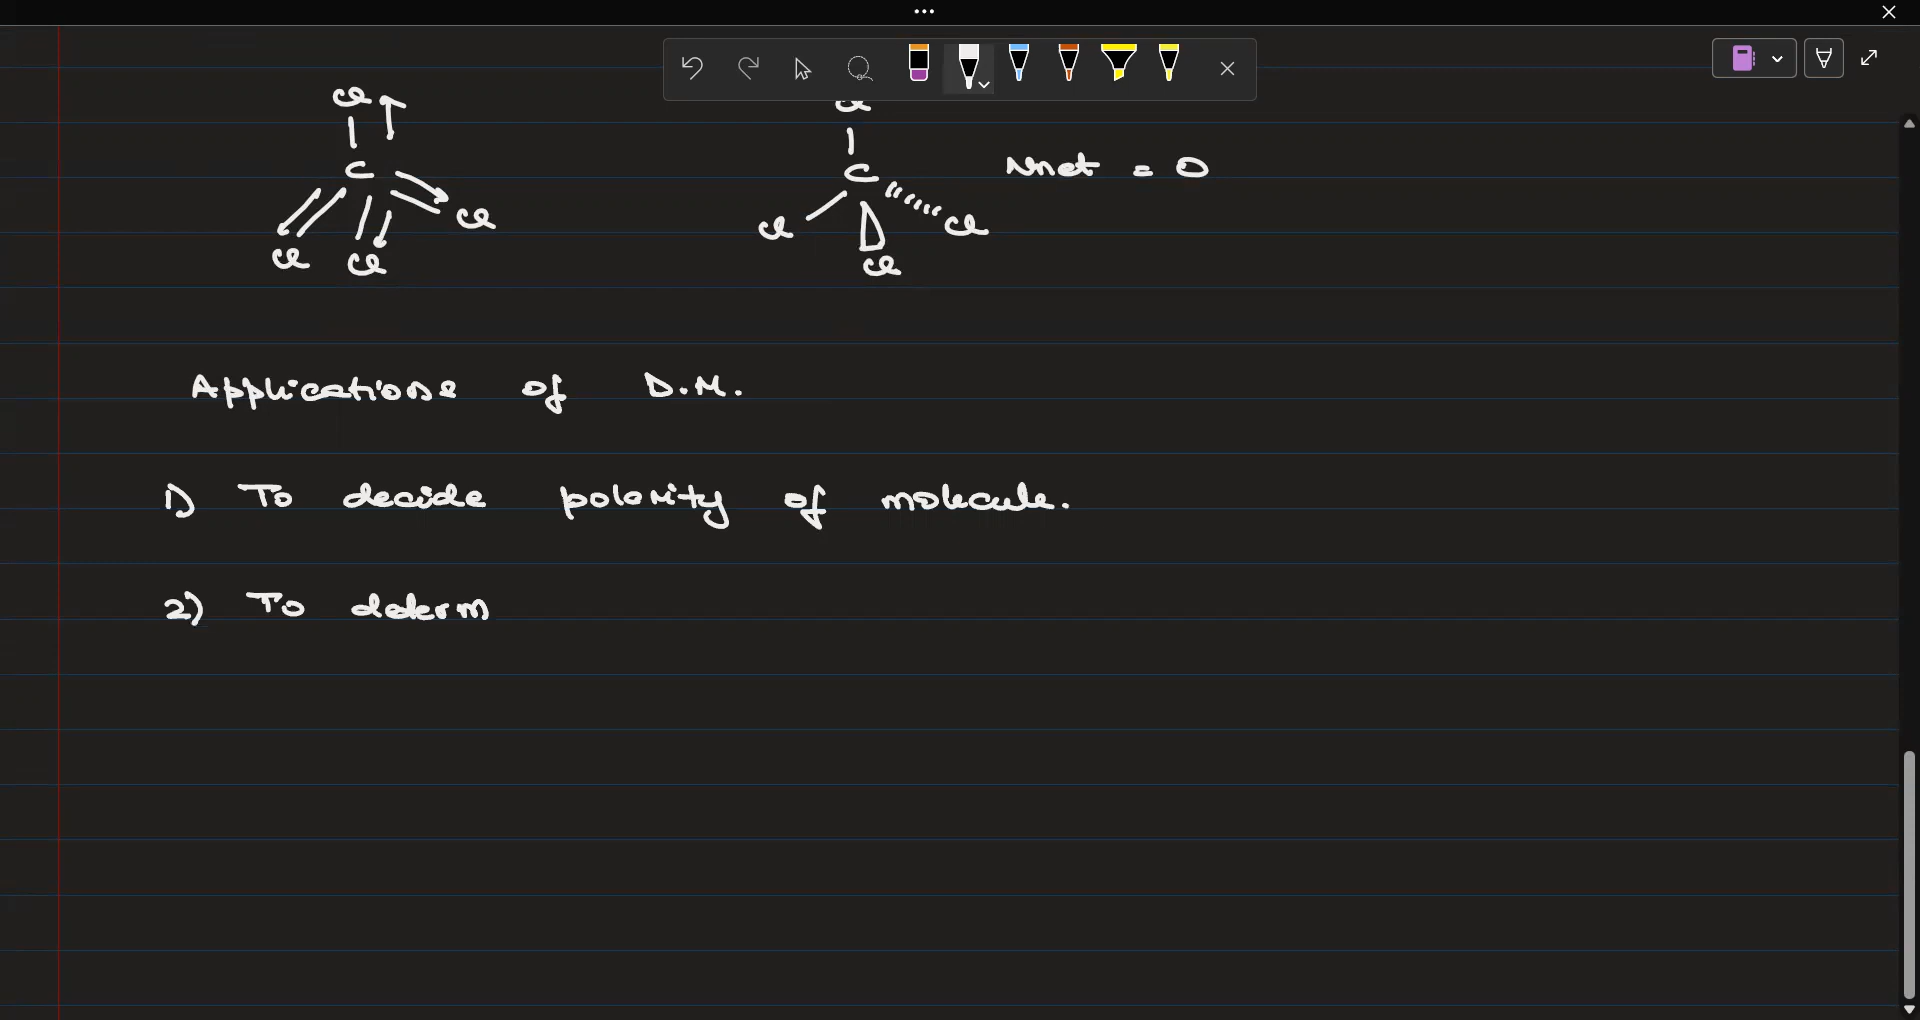 Cl
C
Cl Cl Cl
Cl
C
Cl Cl Cl
μnet = 0
Applications of D.M.
1) To decide polarity of molecule.
2) To determ